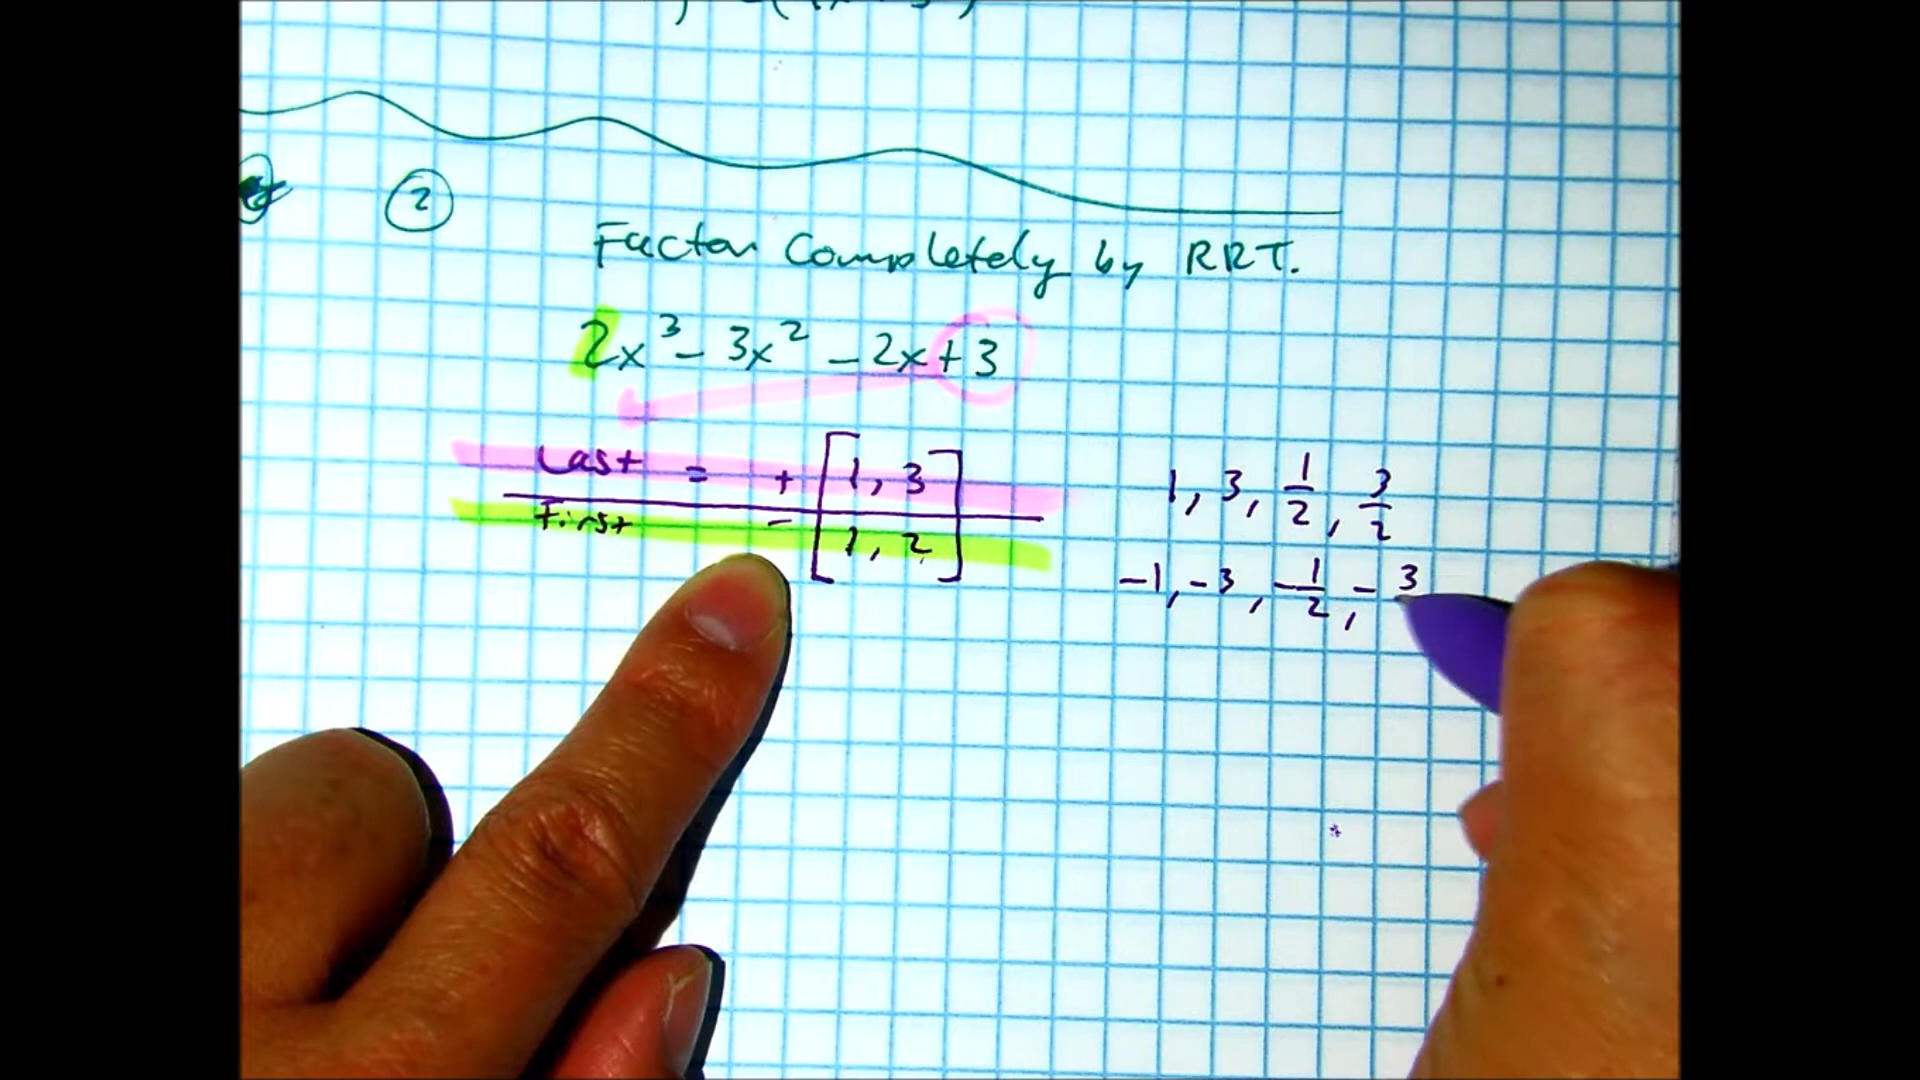 2
Factor Completely by RRT.
2x³ - 3x² - 2x + 3
Last = ± [1, 3]
First [1, 2]
1, 3, 1/2, 3/2
-1, -3, -1/2, -3